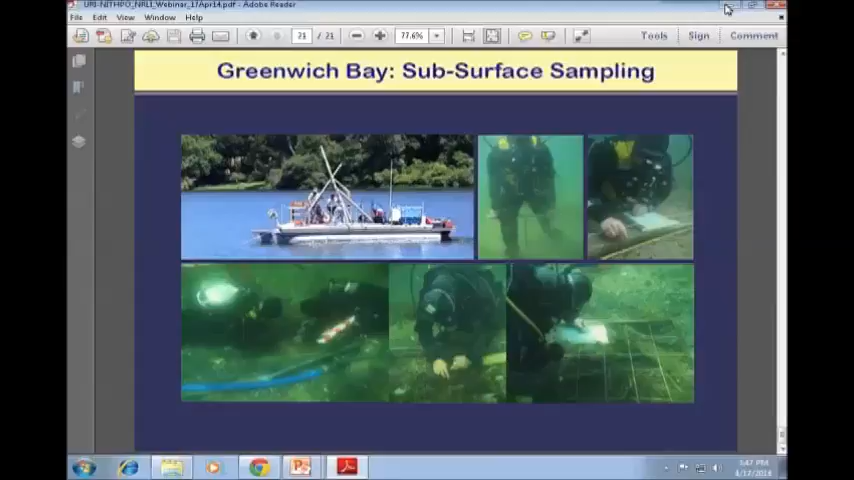 URI-NITHPO_NRLI_Webinar_17Apr14.pdf - Adobe Reader
File Edit View Window Help
21 / 21 77.6% Tools Sign Comment
Greenwich Bay: Sub-Surface Sampling